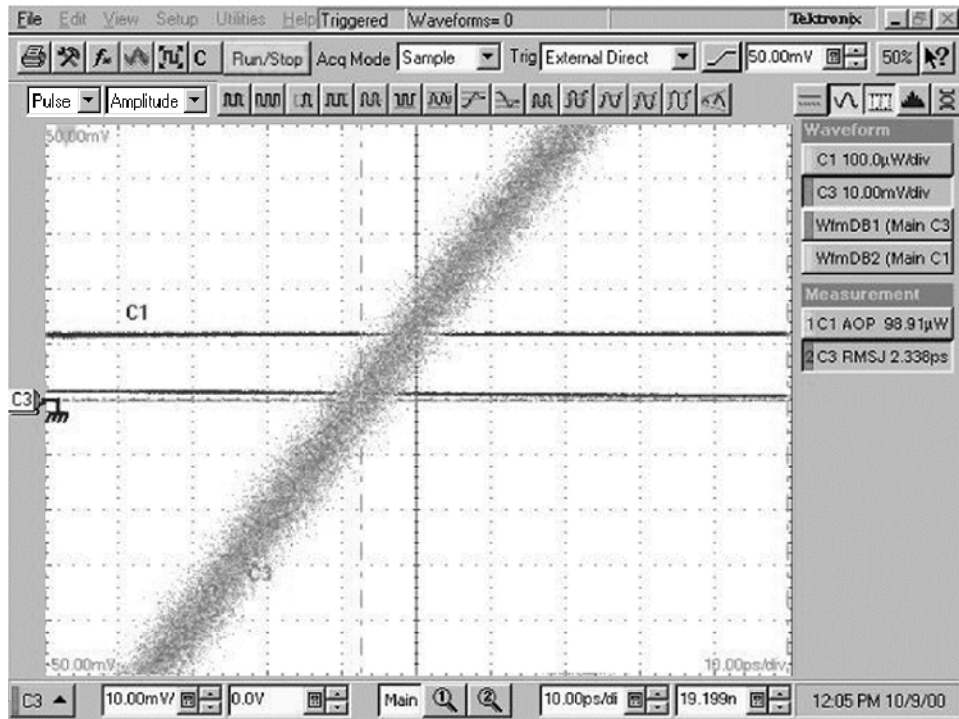 File Edit View Setup Utilities Help Triggered Waveforms= 0 Tektronix
C Run/Stop Acq Mode Sample Trig External Direct 50.00mV 50%
Pulse Amplitude
50.00mV
Waveform
C1 100.0µW/div
C3 10.00mV/div
WfmDB1 (Main C3
WfmDB2 (Main C1
Measurement
1 C1 AOP 98.91µW
2 C3 RMSJ 2.338ps
C1
C3
C3
-50.00mV
10.00ps/div
C3 10.00mV/ 0.0V Main 1 2 10.00ps/di 19.199n 12:05 PM 10/9/00